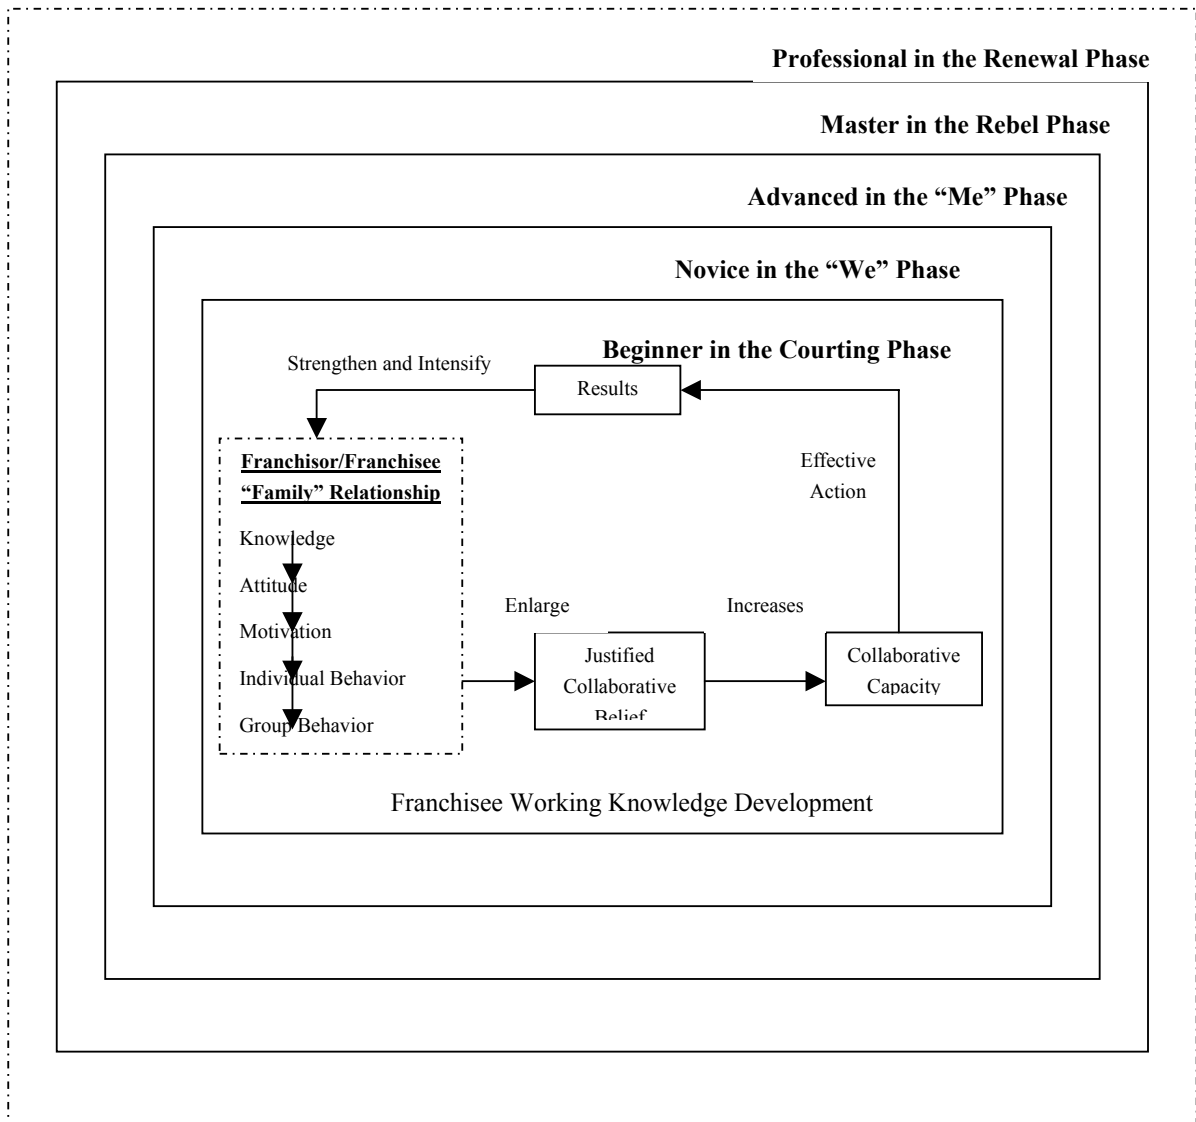 Professional in the Renewal Phase
Master in the Rebel Phase
Advanced in the “Me” Phase
Novice in the “We” Phase
Beginner in the Courting Phase
Strengthen and Intensify
Results
Franchisor/Franchisee
“Family” Relationship
Knowledge
Attitude
Motivation
Individual Behavior
Group Behavior
Effective
Action
Enlarge
Increases
Justified
Collaborative
Belief
Collaborative
Capacity
Franchisee Working Knowledge Development